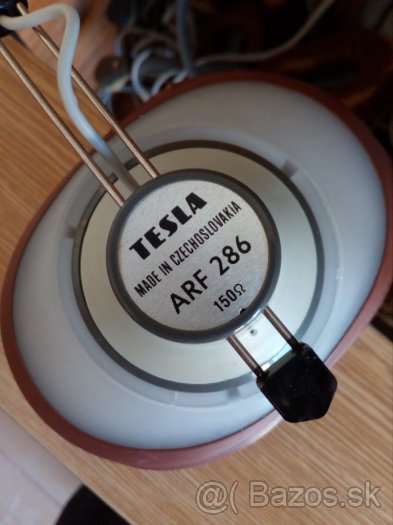 TESLA
MADE IN CZECHOSLOVAKIA
ARF 286
150Ω
@( Bazos.sk